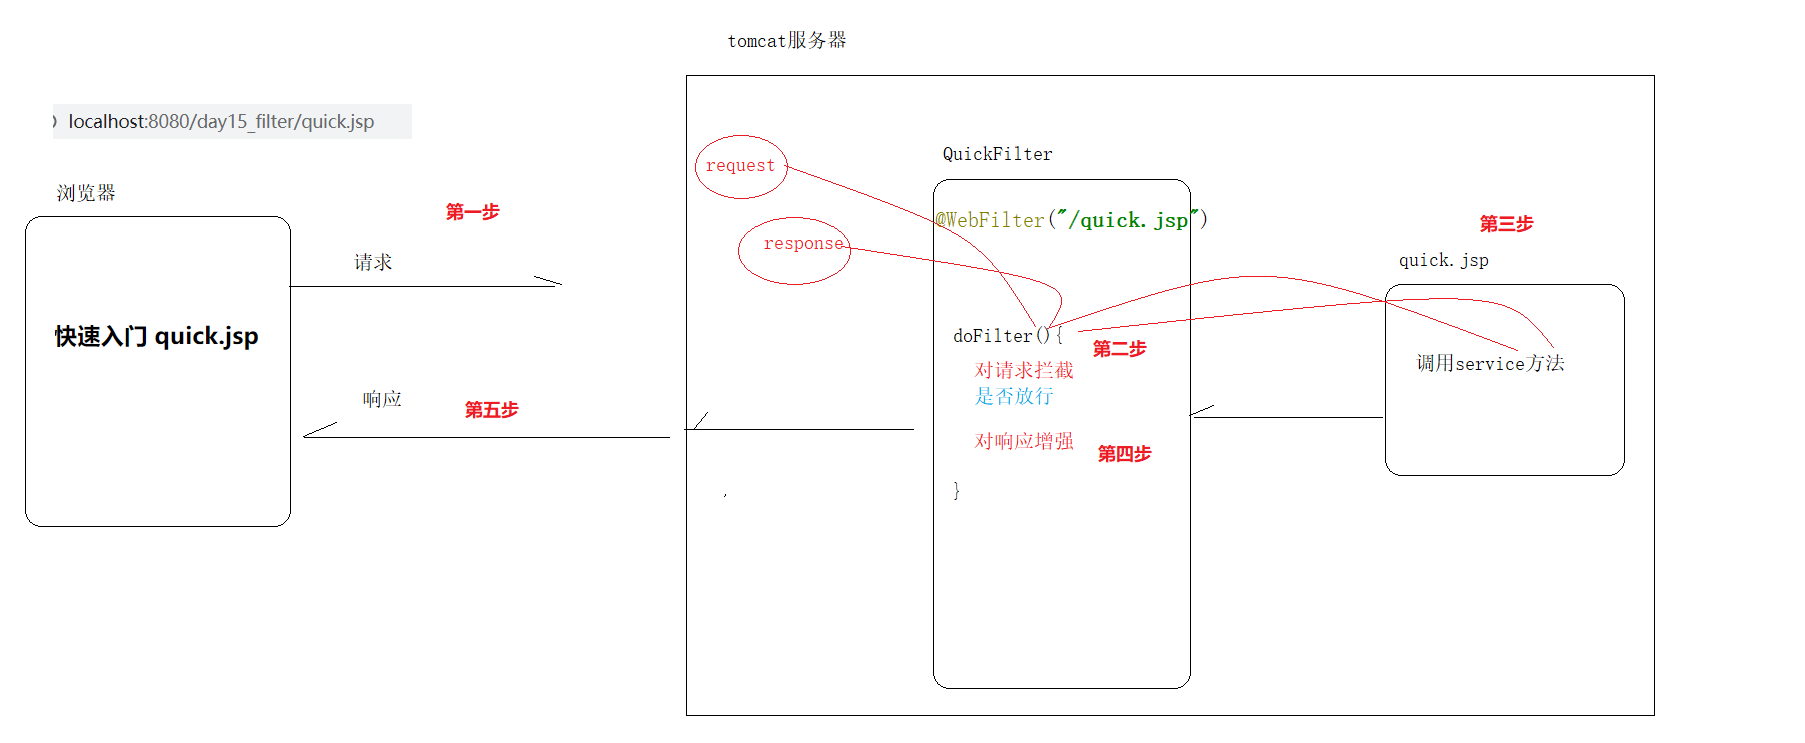 tomcat服务器
localhost:8080/day15_filter/quick.jsp
浏览器
第一步
请求
快速入门 quick.jsp
响应
第五步
request
response
QuickFilter
@WebFilter("/quick.jsp")
doFilter(){
第二步
对请求拦截
是否放行
对响应增强
第四步
}
第三步
quick.jsp
调用service方法